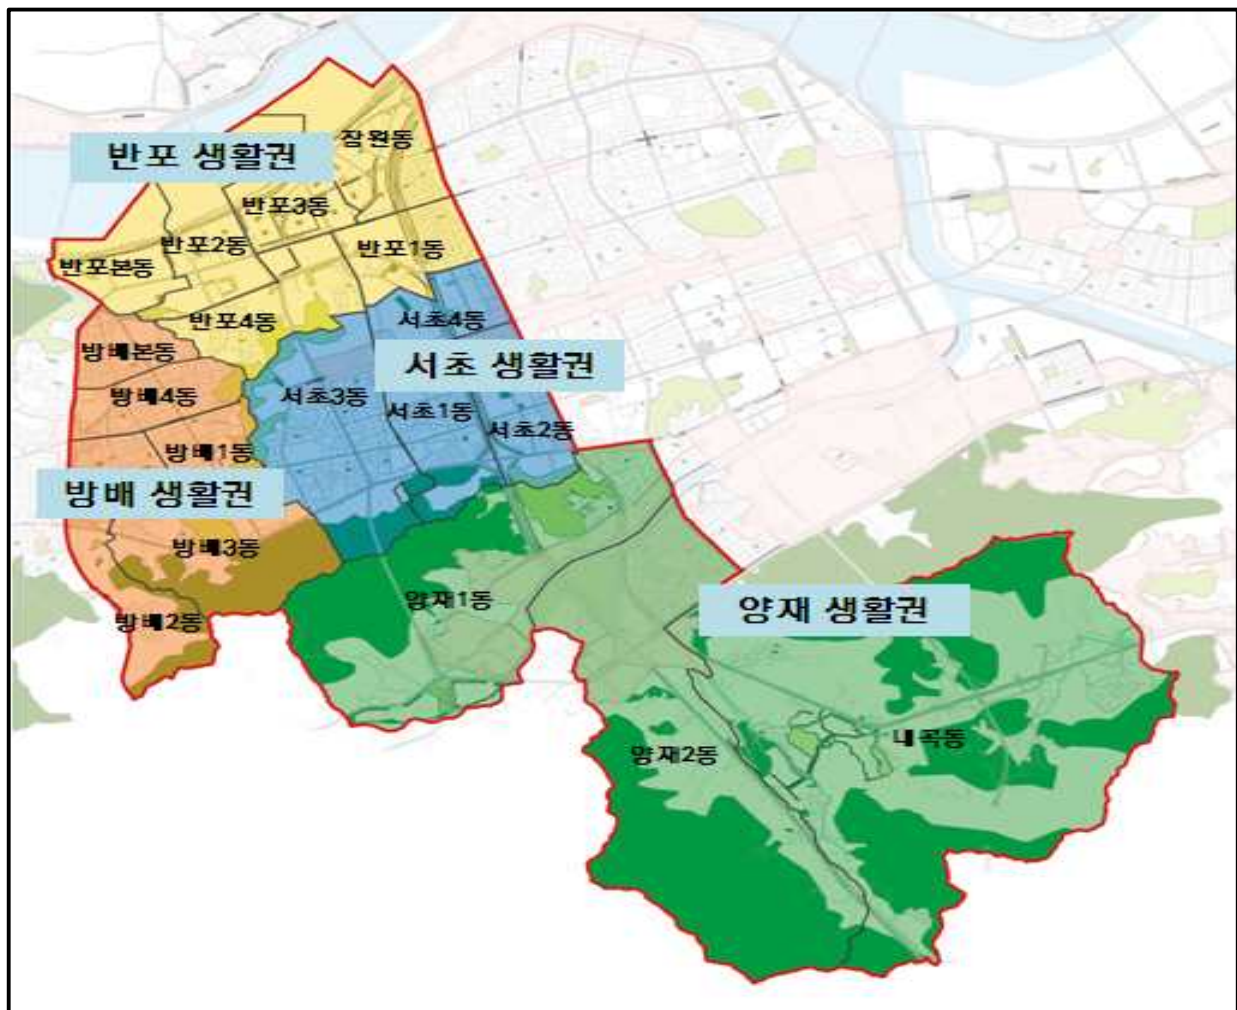 잠원동
반포 생활권
반포3동
반포2동
반포1동
반포본동
반포4동
서초4동
방배본동
서초 생활권
방배4동
서초3동
서초1동
서초2동
방배1동
방배 생활권
방배3동
양재1동
양재 생활권
방배2동
내곡동
양재2동